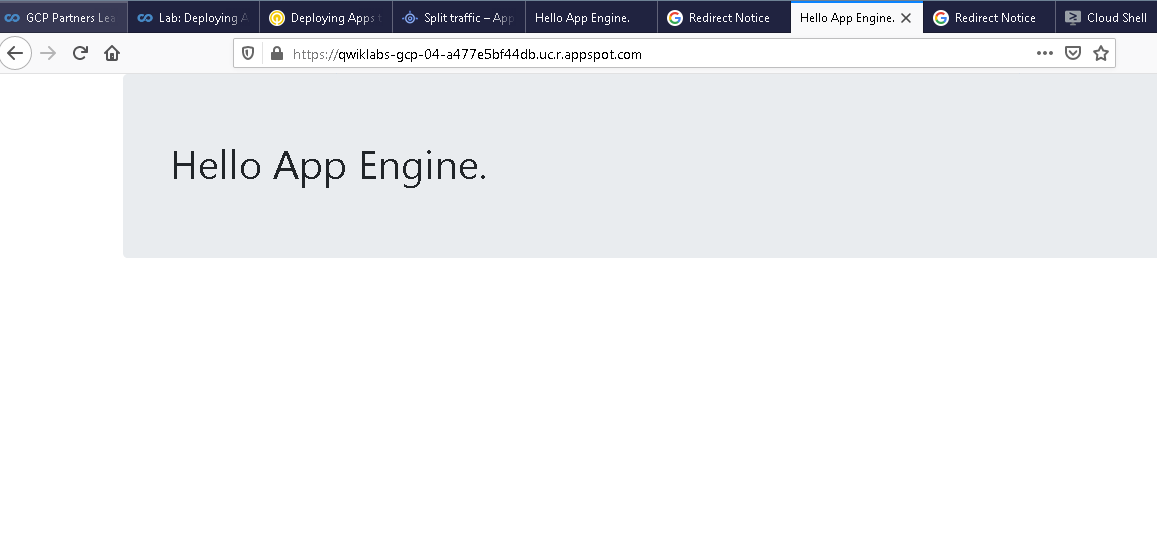 GCP Partners Lea
Lab: Deploying A
Deploying Apps t
Split traffic – App
Hello App Engine.
Redirect Notice
Hello App Engine.
Redirect Notice
Cloud Shell
https://qwiklabs-gcp-04-a477e5bf44db.uc.r.appspot.com
Hello App Engine.